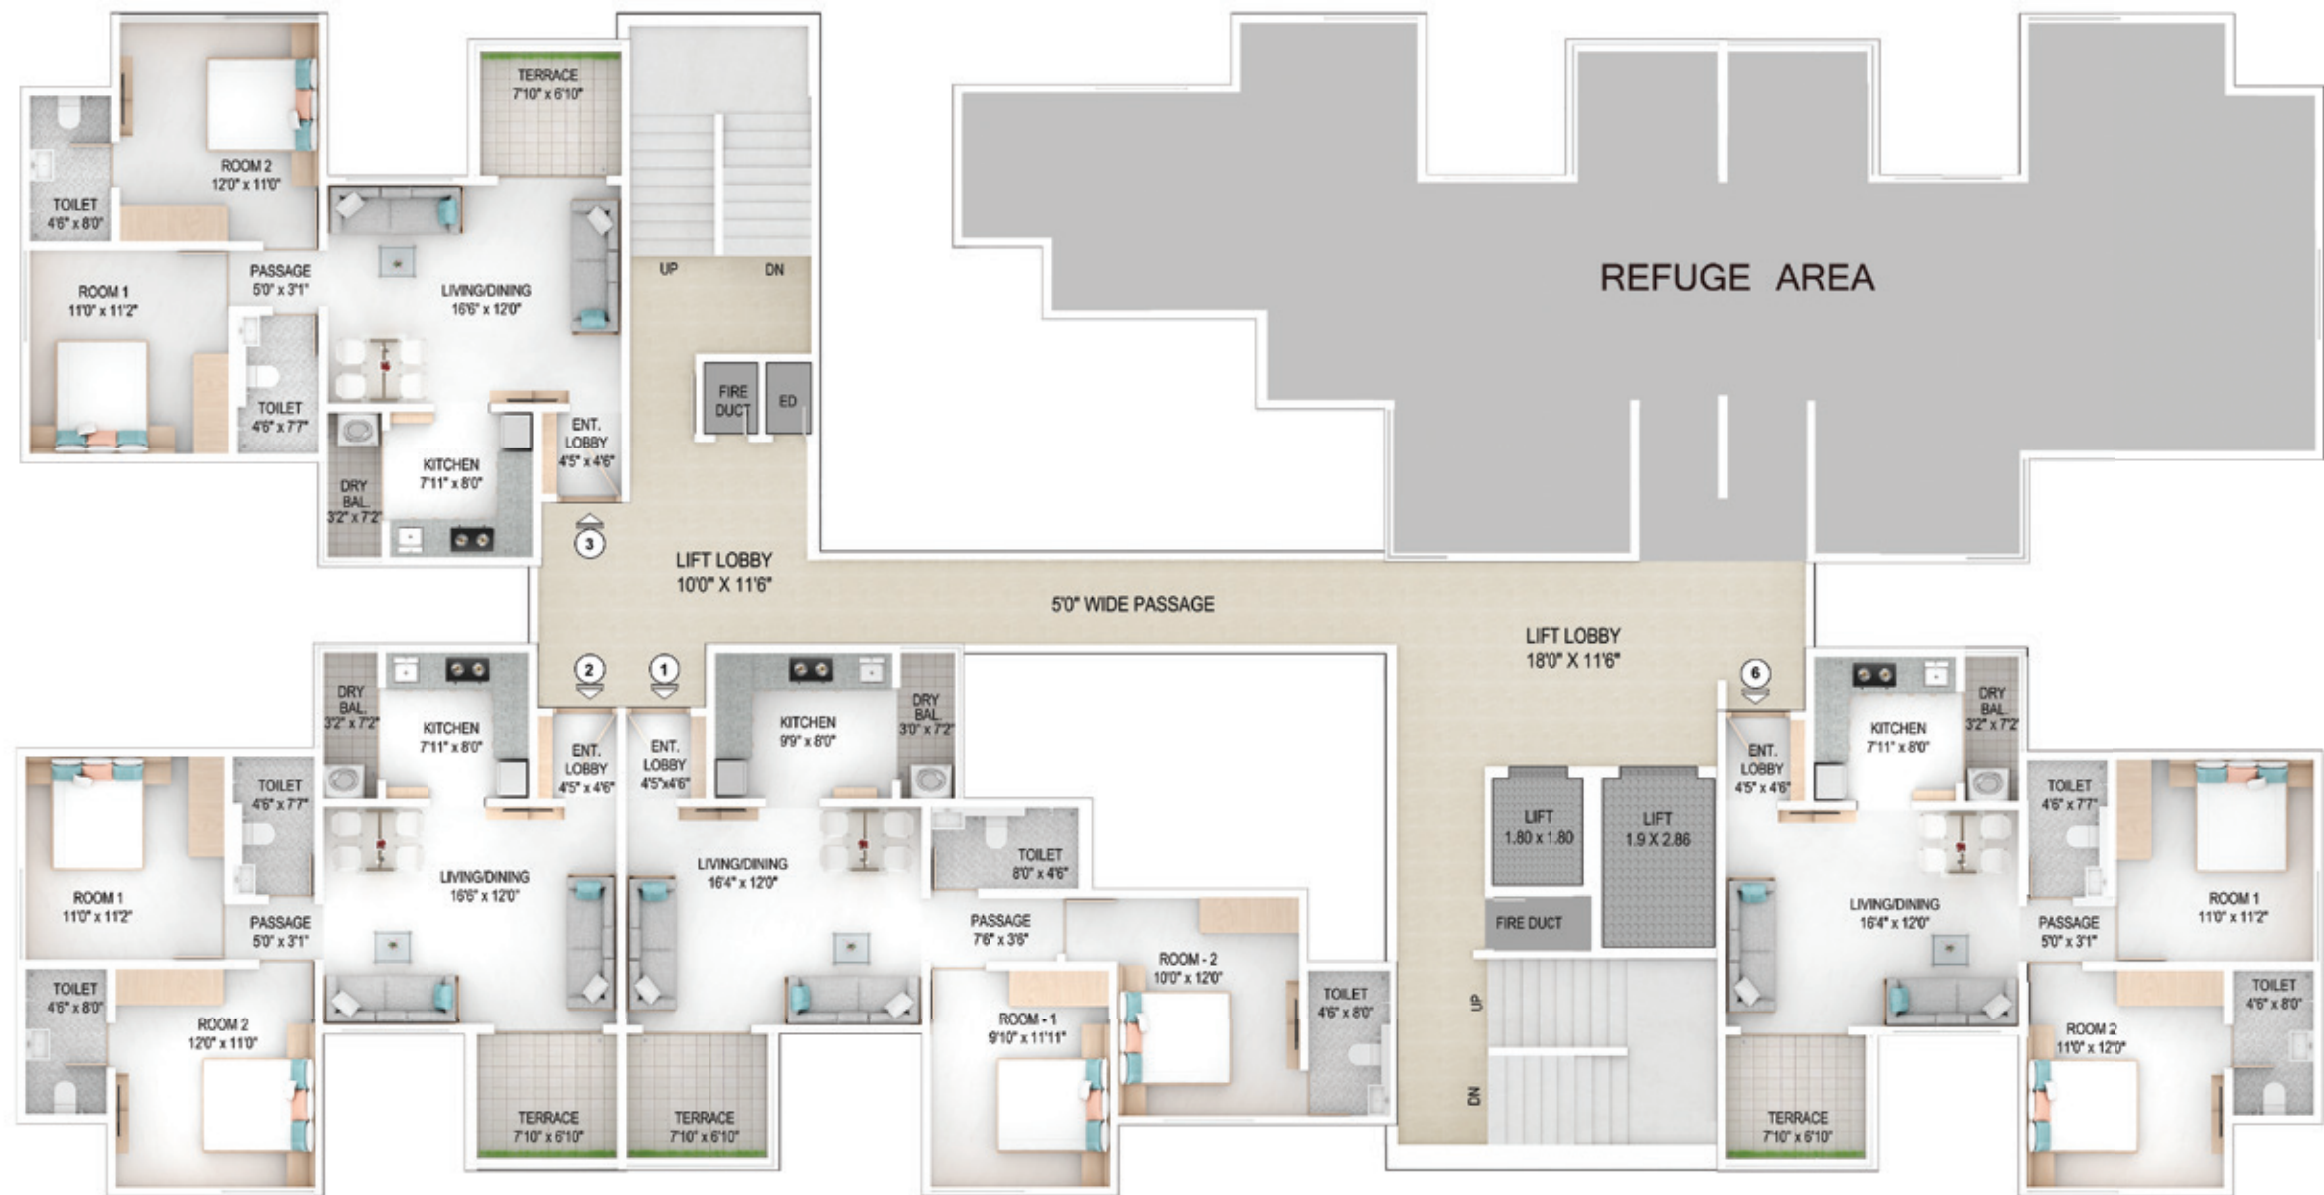 TERRACE
7'10" x 6'10"
ROOM 2
12'0" x 11'0"
TOILET
4'6" x 8'0"
PASSAGE
5'0" x 3'1"
ROOM 1
11'0" x 11'2"
LIVING/DINING
16'6" x 12'0"
TOILET
4'6" x 7'7"
KITCHEN
7'11" x 8'0"
DRY
BAL.
3'2" x 7'2"
ENT.
LOBBY
4'5" x 4'6"
3
UP
DN
FIRE
DUCT
ED
REFUGE AREA
LIFT LOBBY
10'0" X 11'6"
5'0" WIDE PASSAGE
LIFT LOBBY
18'0" X 11'6"
2
1
6
DRY
BAL.
3'2" x 7'2"
KITCHEN
7'11" x 8'0"
ENT.
LOBBY
4'5" x 4'6"
TOILET
4'6" x 7'7"
ROOM 1
11'0" x 11'2"
PASSAGE
5'0" x 3'1"
LIVING/DINING
16'6" x 12'0"
TOILET
4'6" x 8'0"
ROOM 2
12'0" x 11'0"
TERRACE
7'10" x 6'10"
ENT.
LOBBY
4'5"x4'6"
KITCHEN
9'9" x 8'0"
DRY
BAL.
3'0" x 7'2"
LIVING/DINING
16'4" x 12'0"
TOILET
8'0" x 4'6"
PASSAGE
7'6" x 3'6"
ROOM - 2
10'0" x 12'0"
ROOM - 1
9'10" x 11'11"
TOILET
4'6" x 8'0"
TERRACE
7'10" x 6'10"
LIFT
1.80 x 1.80
LIFT
1.9 X 2.86
FIRE DUCT
UP
DN
ENT.
LOBBY
4'5" x 4'6"
KITCHEN
7'11" x 8'0"
DRY
BAL.
3'2" x 7'2"
TOILET
4'6" x 7'7"
ROOM 1
11'0" x 11'2"
LIVING/DINING
16'4" x 12'0"
PASSAGE
5'0" x 3'1"
TOILET
4'6" x 8'0"
ROOM 2
11'0" x 12'0"
TERRACE
7'10" x 6'10"